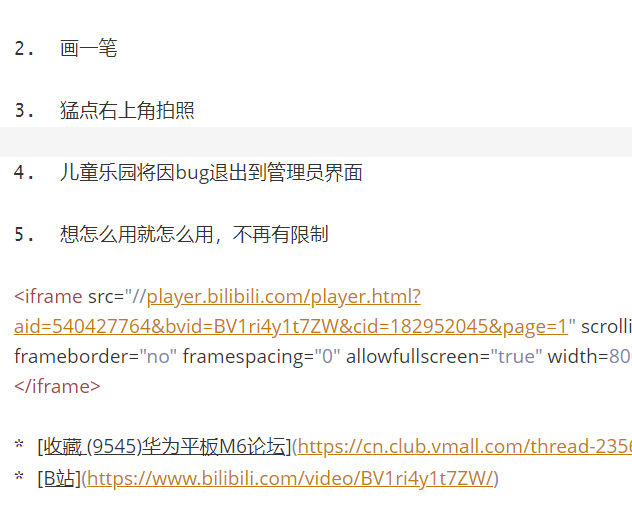 2. 画一笔
3. 猛点右上角拍照
4. 儿童乐园将因bug退出到管理员界面
5. 想怎么用就怎么用，不再有限制
<iframe src="//player.bilibili.com/player.html?
aid=540427764&bvid=BV1ri4y1t7ZW&cid=182952045&page=1" scrolli
frameborder="no" framespacing="0" allowfullscreen="true" width=80
</iframe>
* [收藏 (9545)华为平板M6论坛](https://cn.club.vmall.com/thread-2356
* [B站](https://www.bilibili.com/video/BV1ri4y1t7ZW/)